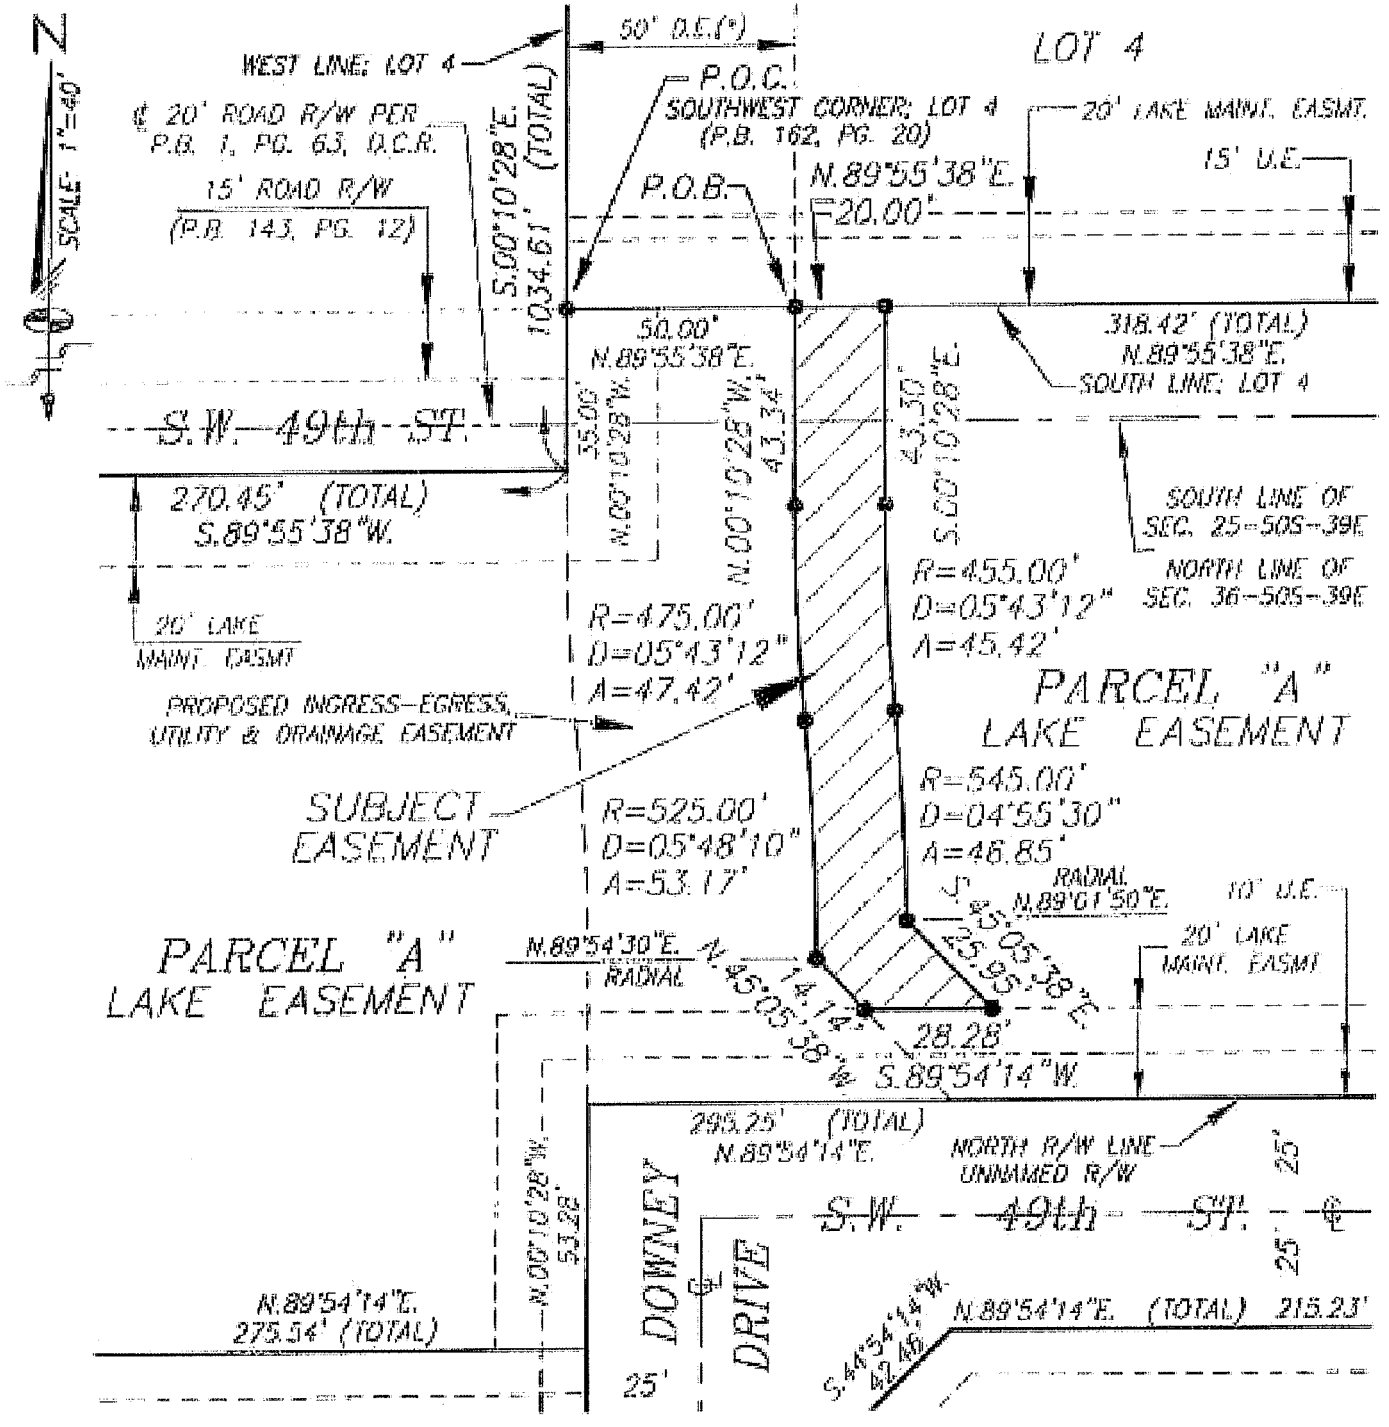 N
SCALE: 1"=40'
50' D.E.(*)
LOT 4
WEST LINE; LOT 4
P.O.C.
SOUTHWEST CORNER; LOT 4
(P.B. 162, PG. 20)
20' LAKE MAINT. EASMT.
℄ 20' ROAD R/W PER
P.B. 1, PG. 63, D.C.R.
15' U.E.
S.00°10'28"E.
1034.61' (TOTAL)
15' ROAD R/W
(P.B. 143, PG. 12)
P.O.B.
N.89°55'38"E.
20.00'
50.00'
N.89°55'38"E.
318.42' (TOTAL)
N.89°55'38"E.
SOUTH LINE; LOT 4
S.W. 49th ST.
35.00'
N.00°10'28"W.
N.00°10'28"W.
43.34'
43.30'
S.00°10'28"E.
270.45' (TOTAL)
S.89°55'38"W.
SOUTH LINE OF
SEC. 25-50S-39E
NORTH LINE OF
SEC. 36-50S-39E
20' LAKE
MAINT. EASMT
R=475.00'
D=05°43'12"
A=47.42'
R=455.00'
D=05°43'12"
A=45.42'
PROPOSED INGRESS-EGRESS,
UTILITY & DRAINAGE EASEMENT
PARCEL "A"
LAKE EASEMENT
SUBJECT
EASEMENT
R=525.00'
D=05°48'10"
A=53.17'
R=545.00'
D=04°55'30"
A=46.85'
RADIAL
N.89°01'50"E.
10' U.E.
PARCEL "A"
LAKE EASEMENT
N.89°54'30"E.
RADIAL
N.45°05'38"W
14.14'
S.45°05'38"E.
25.95'
20' LAKE
MAINT. EASMT
28.28'
S.89°54'14"W.
295.25' (TOTAL)
N.89°54'14"E.
NORTH R/W LINE
UNNAMED R/W
N.00°10'28"W.
53.28'
DOWNEY
DRIVE
S.W. 49th ST. ℄
25'
25'
℄
N.89°54'14"E.
275.54' (TOTAL)
S.44°54'14"W.
42.46'
N.89°54'14"E. (TOTAL) 215.23'
25'